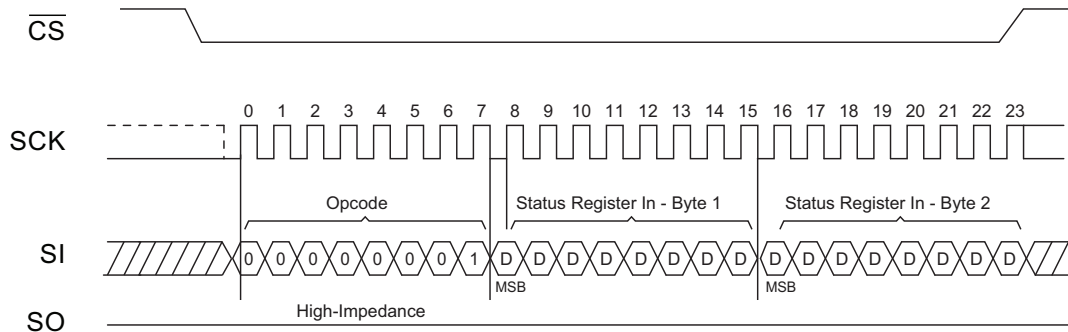 CS
0 1 2 3 4 5 6 7 8 9 10 11 12 13 14 15 16 17 18 19 20 21 22 23
SCK
Opcode Status Register In - Byte 1 Status Register In - Byte 2
SI 0 0 0 0 0 0 0 1 D D D D D D D D D D D D D D D D
MSB MSB
High-Impedance
SO